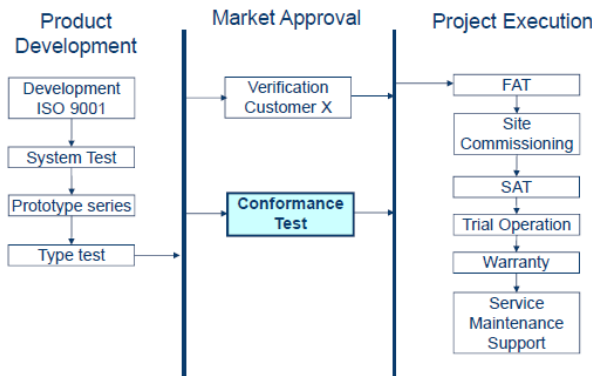 Product
Development
Market Approval
Project Execution
Development
ISO 9001
System Test
Prototype series
Type test
Verification
Customer X
Conformance
Test
FAT
Site
Commissioning
SAT
Trial Operation
Warranty
Service
Maintenance
Support